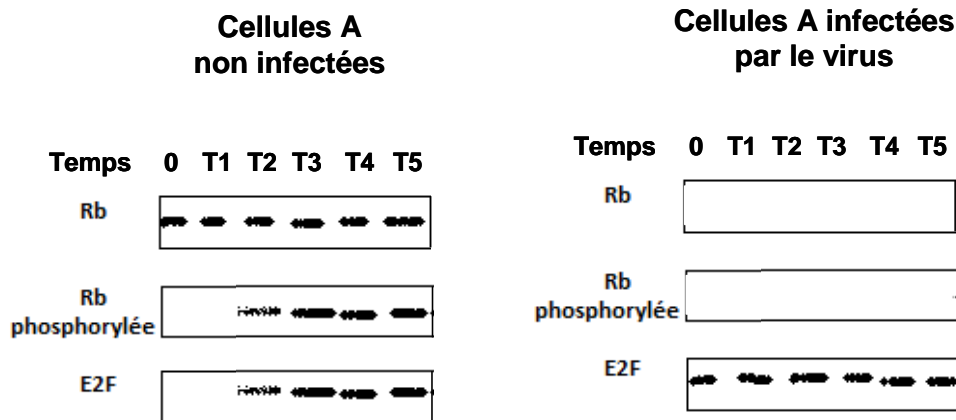 Cellules A
non infectées
Temps 0 T1 T2 T3 T4 T5
Rb
Rb
phosphorylée
E2F
Cellules A infectées
par le virus
Temps 0 T1 T2 T3 T4 T5
Rb
Rb
phosphorylée
E2F